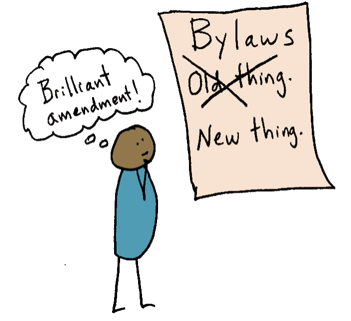 Brilliant
amendment!
Bylaws
Old thing.
New thing.